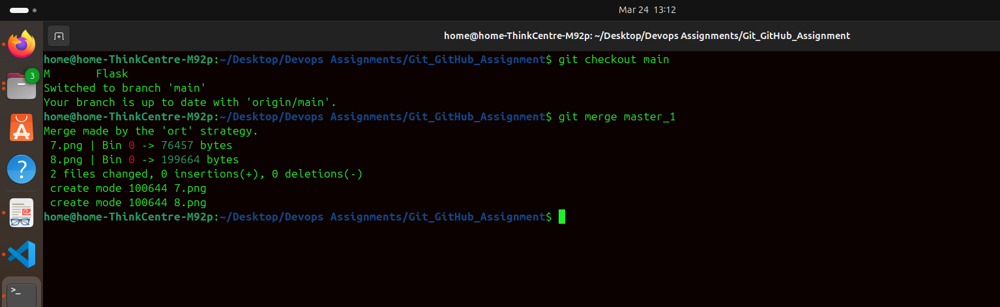 Mar 24 13:12
home@home-ThinkCentre-M92p: ~/Desktop/Devops Assignments/Git_GitHub_Assignment
3
home@home-ThinkCentre-M92p:~/Desktop/Devops Assignments/Git_GitHub_Assignment$ git checkout main
M       Flask
Switched to branch 'main'
Your branch is up to date with 'origin/main'.
home@home-ThinkCentre-M92p:~/Desktop/Devops Assignments/Git_GitHub_Assignment$ git merge master_1
Merge made by the 'ort' strategy.
 7.png | Bin 0 -> 76457 bytes
 8.png | Bin 0 -> 199664 bytes
 2 files changed, 0 insertions(+), 0 deletions(-)
 create mode 100644 7.png
 create mode 100644 8.png
home@home-ThinkCentre-M92p:~/Desktop/Devops Assignments/Git_GitHub_Assignment$